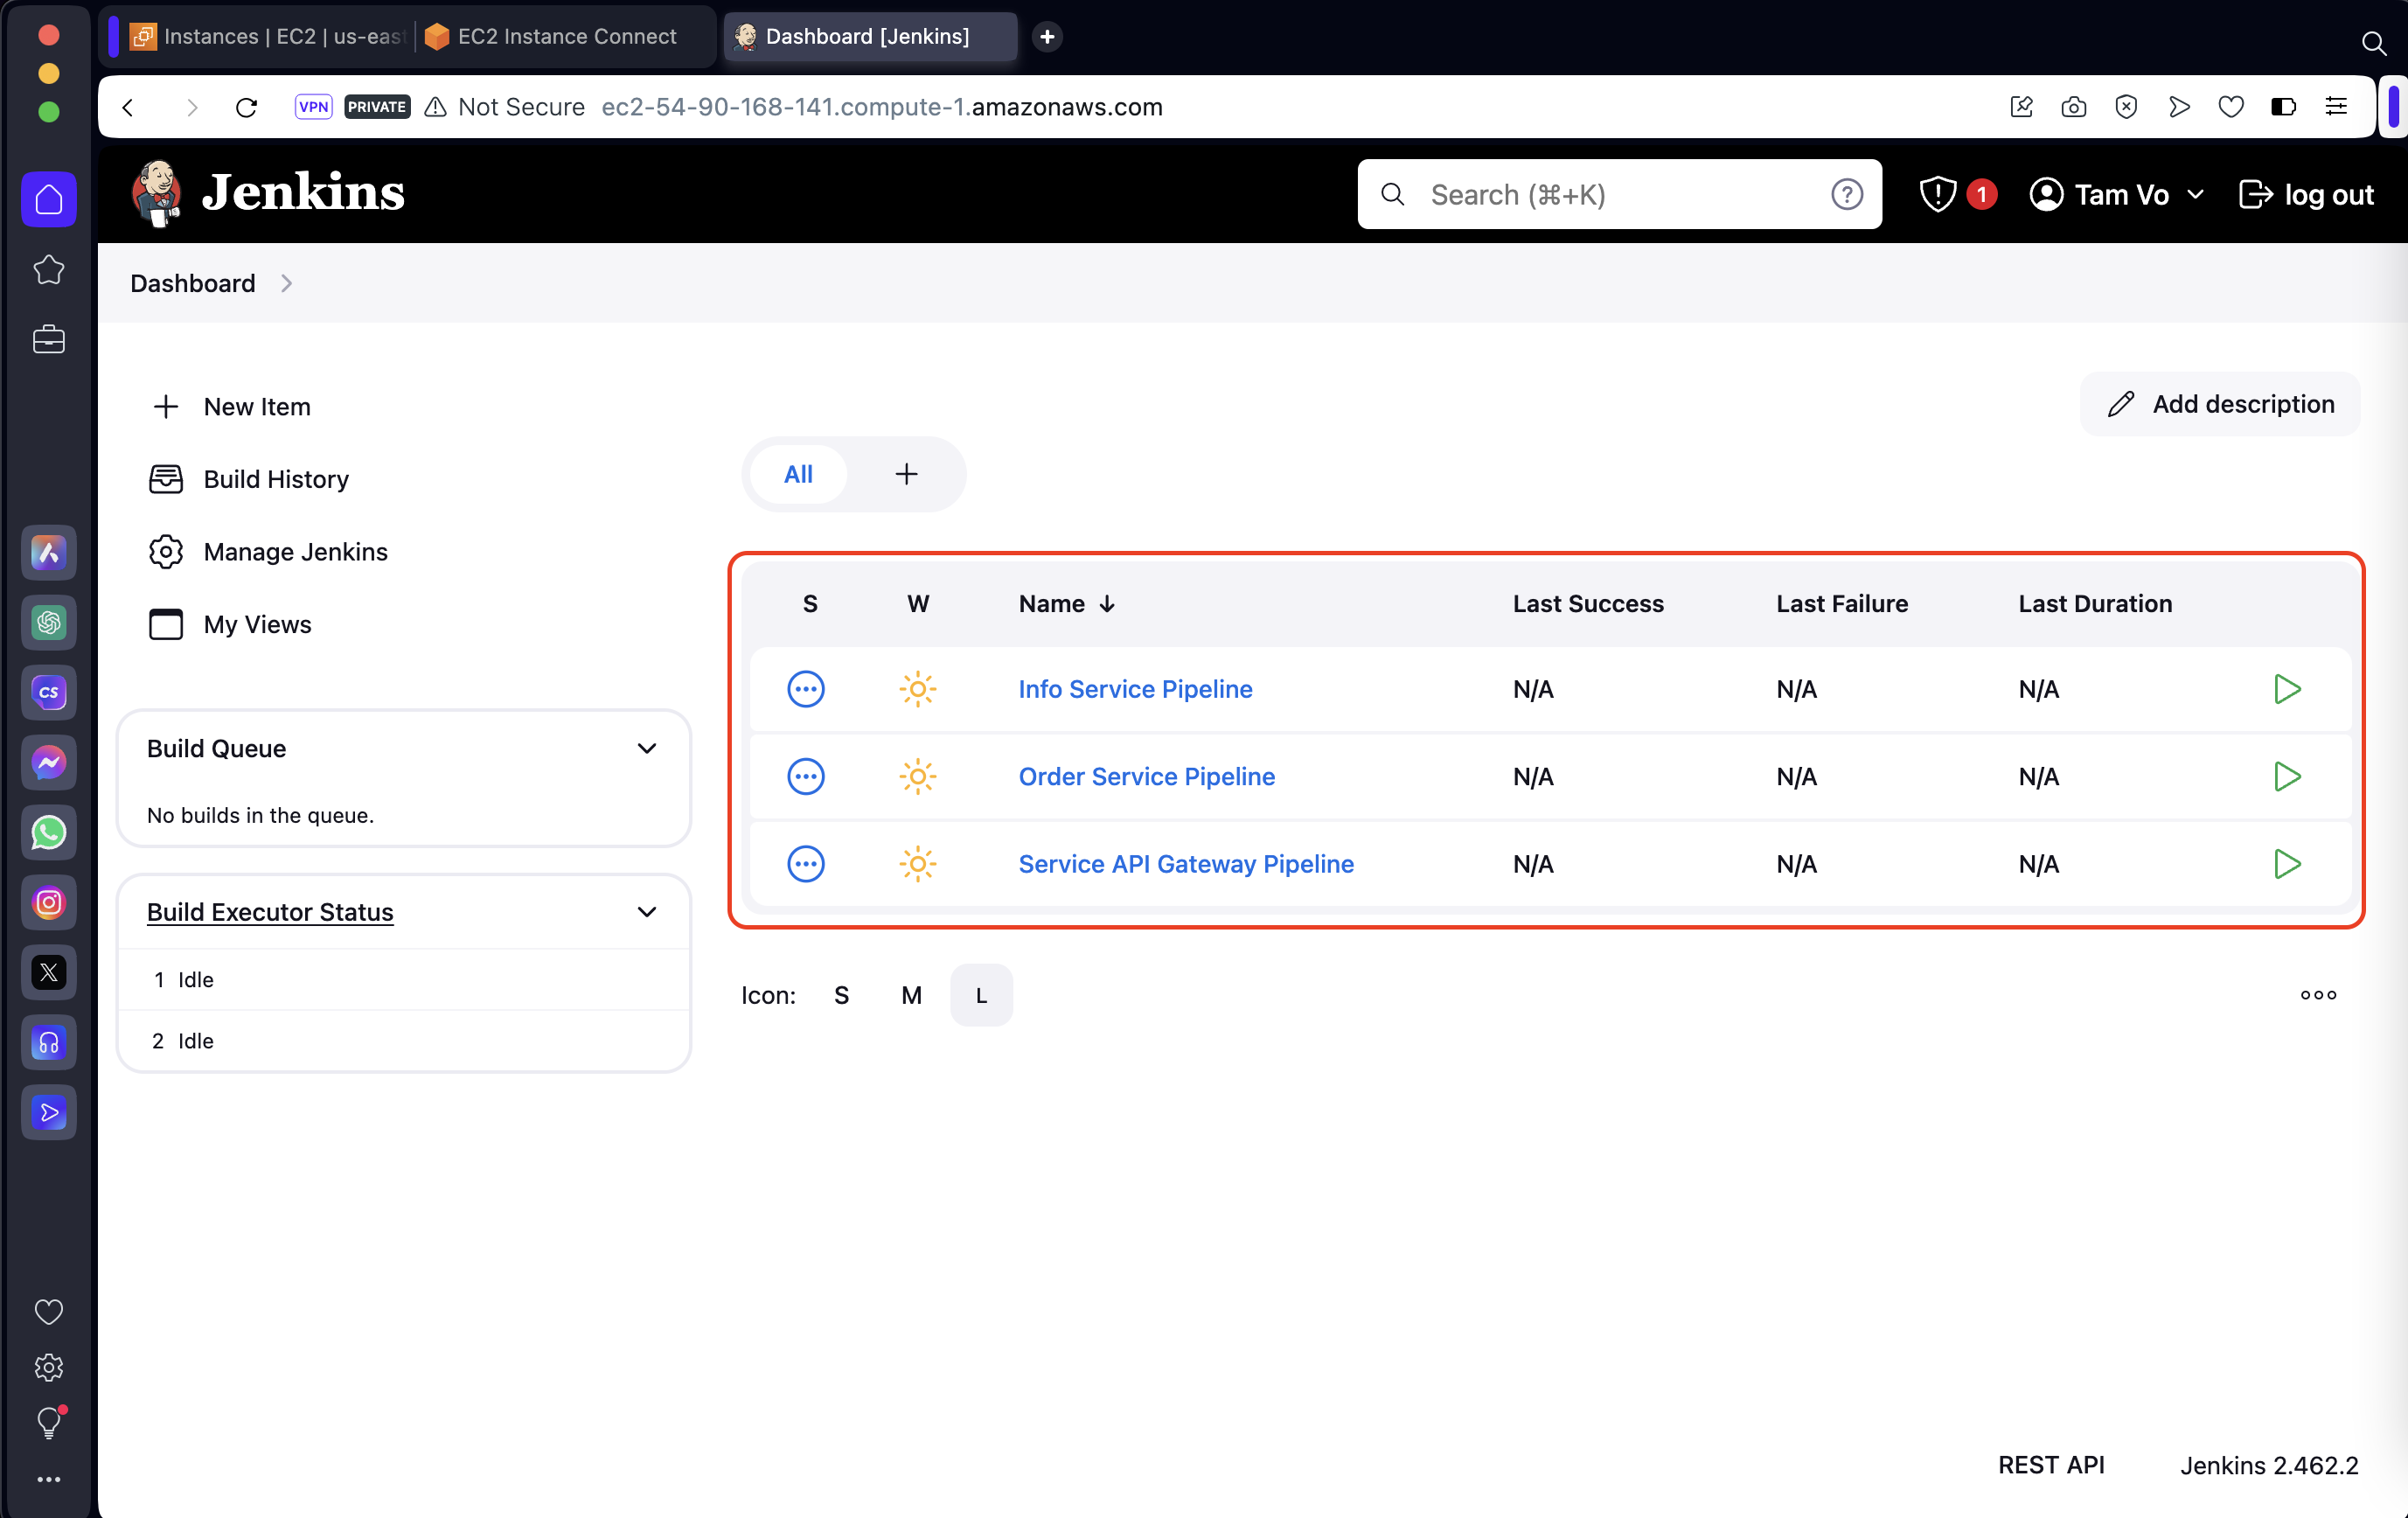 Instances | EC2 | us-east
EC2 Instance Connect
Dashboard [Jenkins]
VPN PRIVATE Not Secure ec2-54-90-168-141.compute-1.amazonaws.com
Jenkins
Search (⌘+K)
?
1
Tam Vo
log out
Dashboard
New Item
Build History
Manage Jenkins
My Views
Add description
All
S W Name ↓ Last Success Last Failure Last Duration
Info Service Pipeline N/A N/A N/A
Order Service Pipeline N/A N/A N/A
Service API Gateway Pipeline N/A N/A N/A
Build Queue
No builds in the queue.
Build Executor Status
1 Idle
2 Idle
Icon: S M L
CS
REST API Jenkins 2.462.2